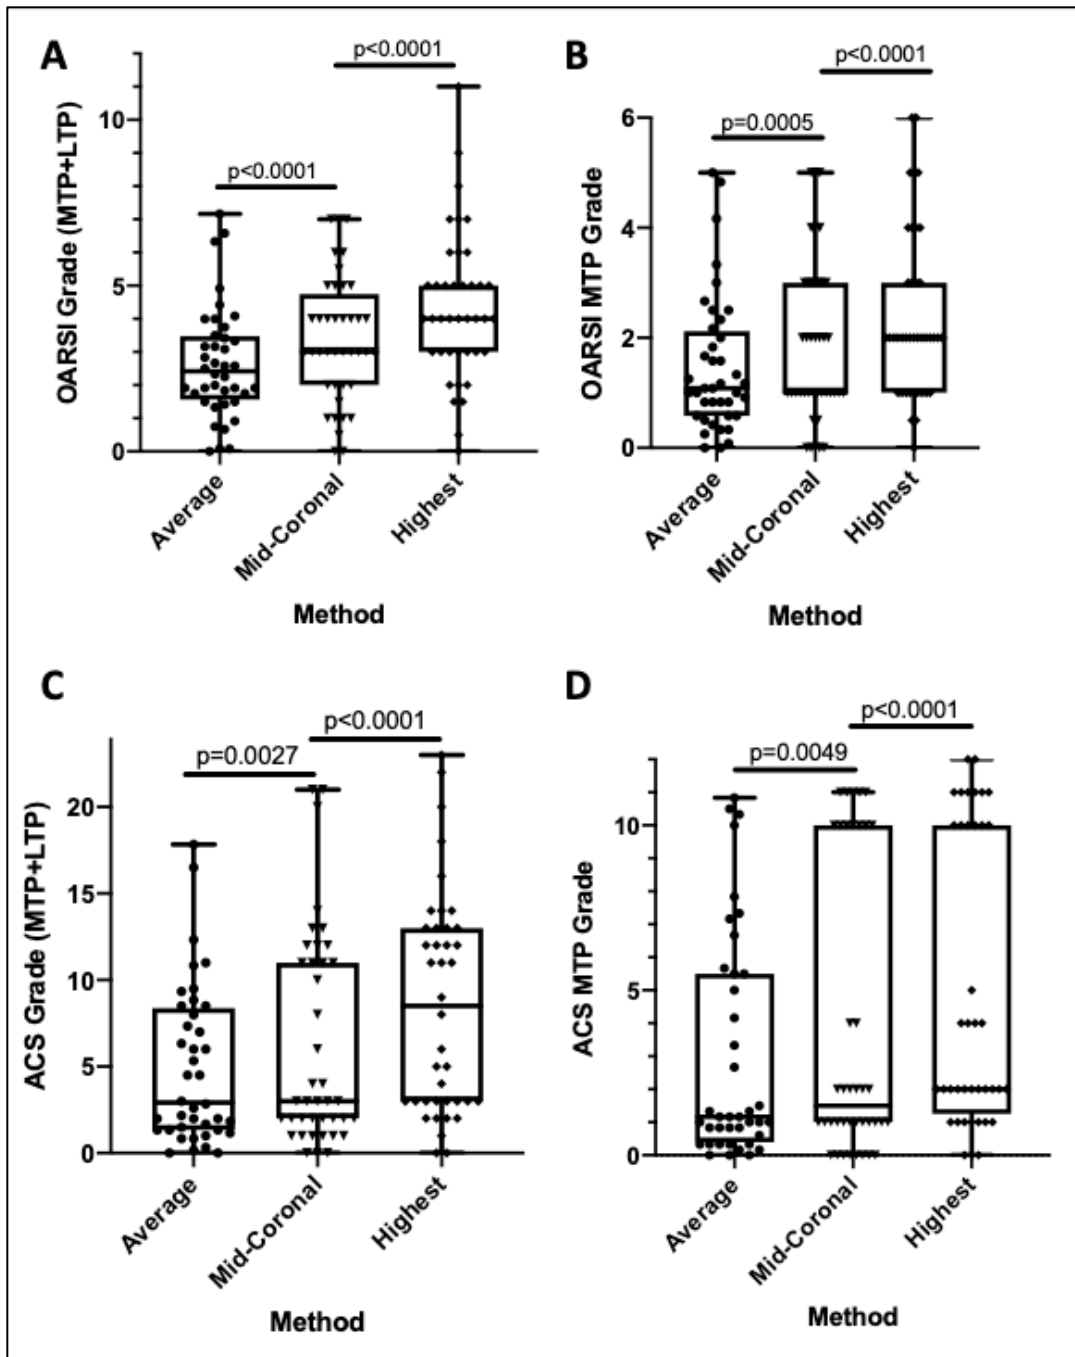 A
p<0.0001
p<0.0001
OARSI Grade (MTP+LTP)
10
5
0
Average
Mid-Coronal
Highest
Method
B
p<0.0001
p=0.0005
OARSI MTP Grade
6
4
2
0
Average
Mid-Coronal
Highest
Method
C
p<0.0001
p=0.0027
ACS Grade (MTP+LTP)
20
15
10
5
0
Average
Mid-Coronal
Highest
Method
D
p<0.0001
p=0.0049
ACS MTP Grade
10
5
0
Average
Mid-Coronal
Highest
Method